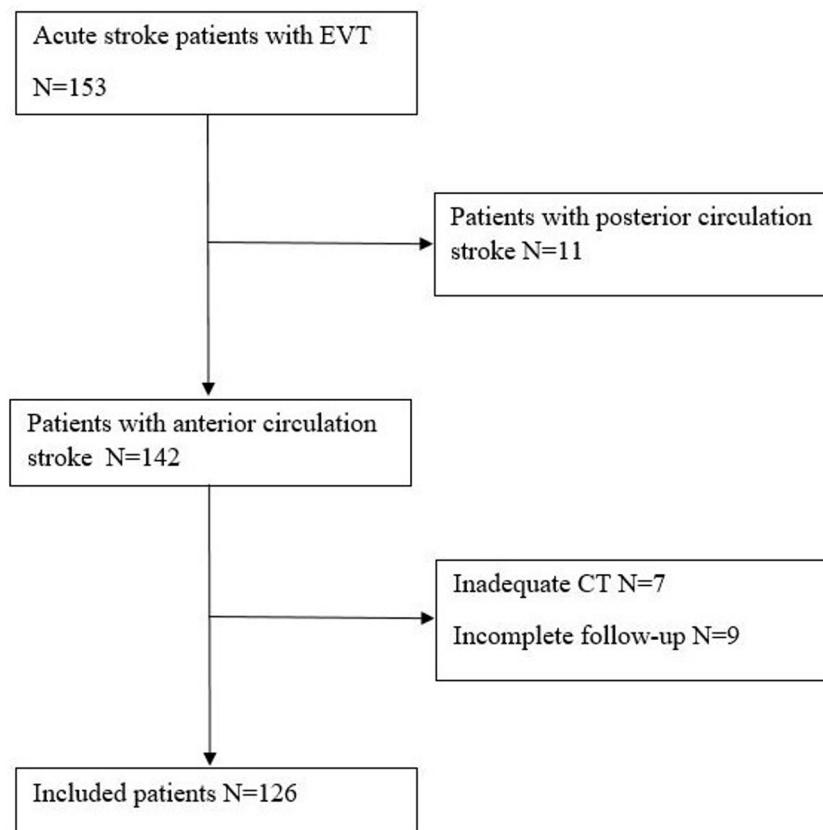 Acute stroke patients with EVT
N=153
Patients with posterior circulation
stroke N=11
Patients with anterior circulation
stroke N=142
Inadequate CT N=7
Incomplete follow-up N=9
Included patients N=126